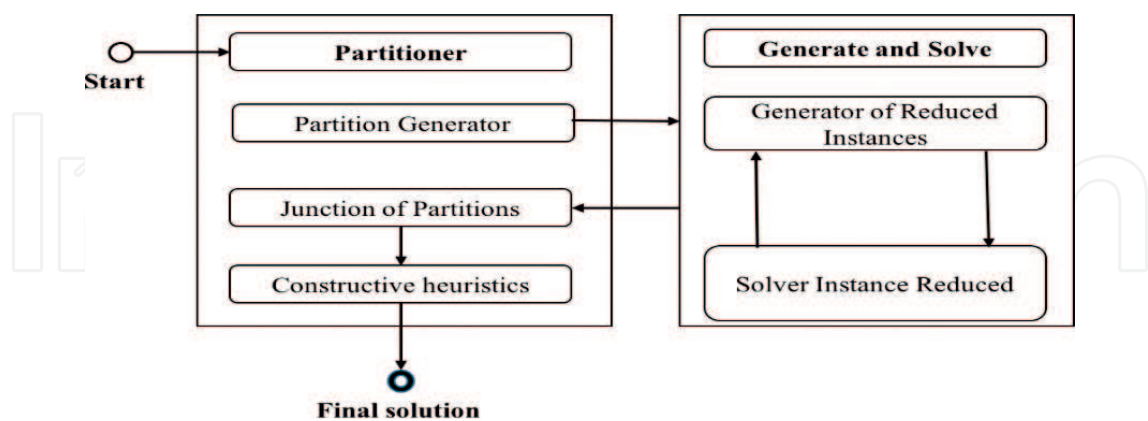 Start
Partitioner
Partition Generator
Junction of Partitions
Constructive heuristics
Final solution
Generate and Solve
Generator of Reduced
Instances
Solver Instance Reduced